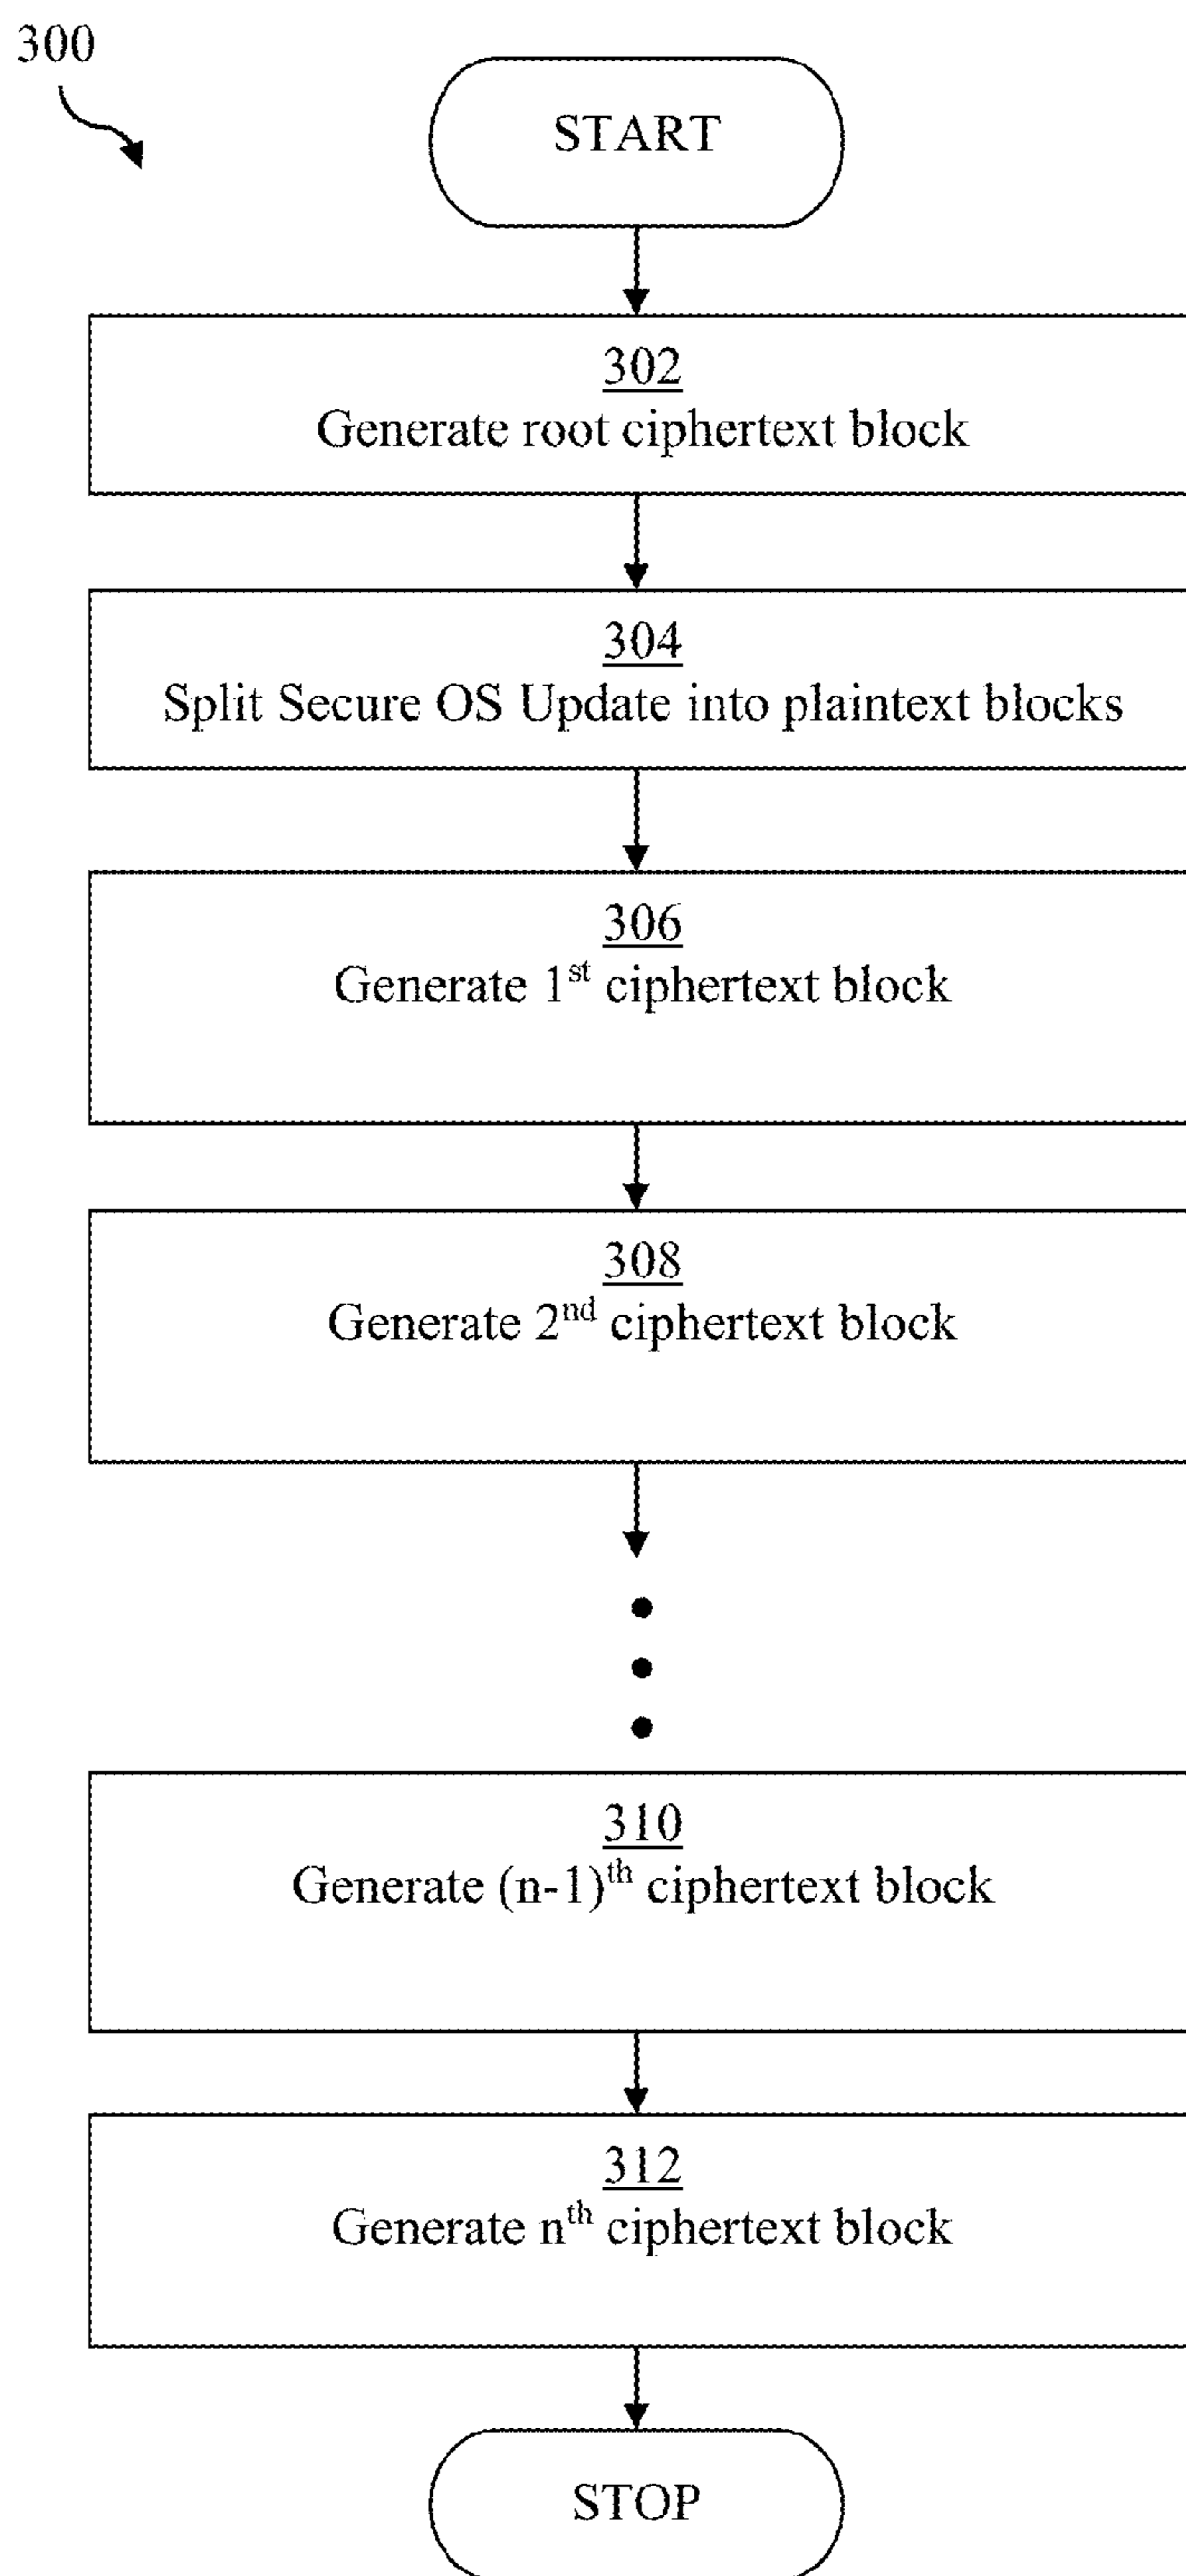 300
START
302
Generate root ciphertext block
304
Split Secure OS Update into plaintext blocks
306
Generate 1st ciphertext block
308
Generate 2nd ciphertext block
310
Generate (n-1)th ciphertext block
312
Generate nth ciphertext block
STOP